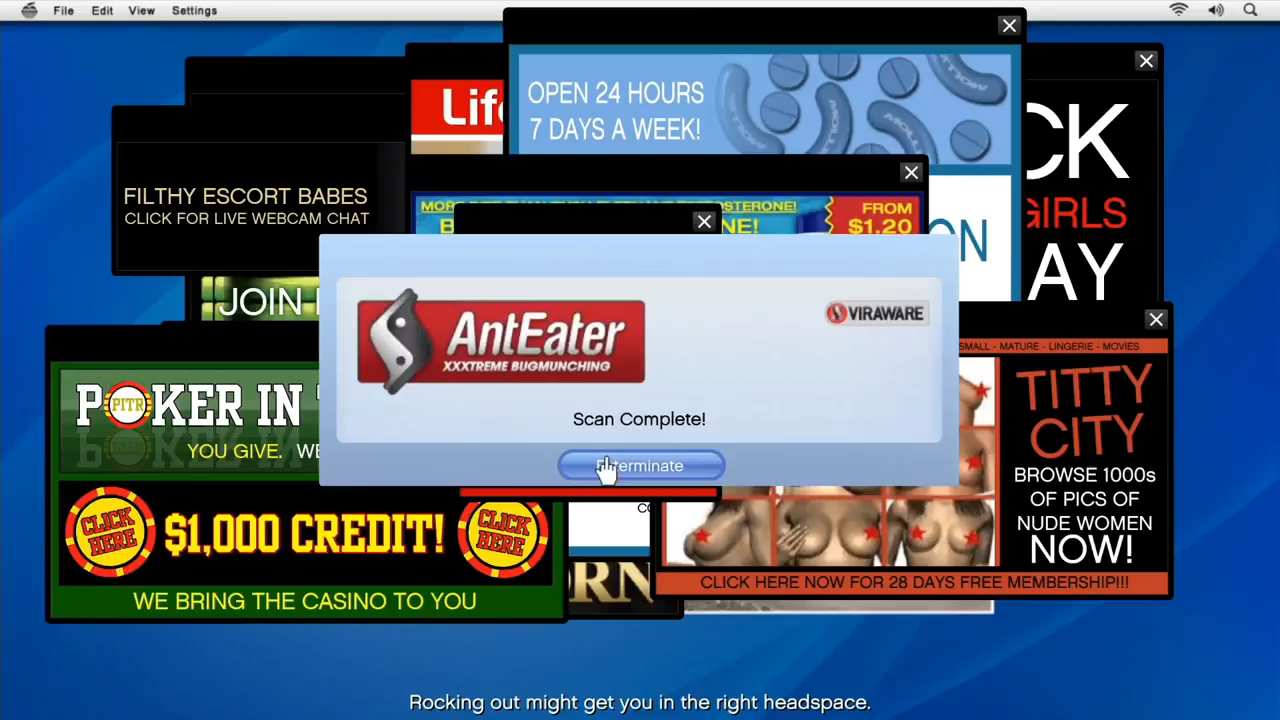 File Edit View Settings
OPEN 24 HOURS
7 DAYS A WEEK!
FILTHY ESCORT BABES
CLICK FOR LIVE WEBCAM CHAT
FROM
$1.20
GIRLS
AY
JOIN
AntEater
XXXTREME BUGMUNCHING
VIRAWARE
Scan Complete!
POKER IN
PITR
YOU GIVE.
CLICK HERE
$1,000 CREDIT!
CLICK HERE
WE BRING THE CASINO TO YOU
SMALL - MATURE - LINGERIE - MOVIES
TITTY
CITY
BROWSE 1000s
OF PICS OF
NUDE WOMEN
NOW!
CLICK HERE NOW FOR 28 DAYS FREE MEMBERSHIP!!!
Rocking out might get you in the right headspace.